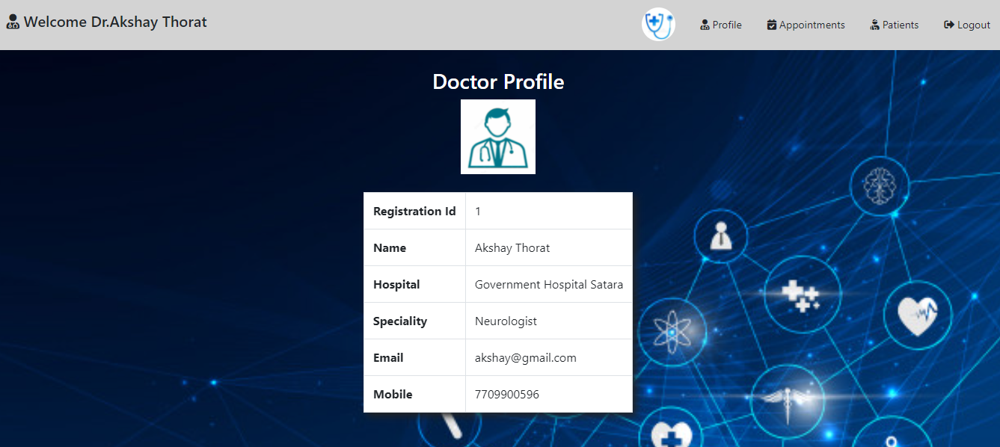 Welcome Dr.Akshay Thorat
Profile Appointments Patients Logout
Doctor Profile
Registration Id 1
Name Akshay Thorat
Hospital Government Hospital Satara
Speciality Neurologist
Email akshay@gmail.com
Mobile 7709900596